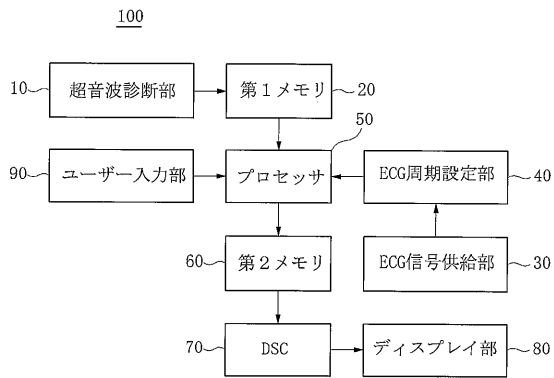 100
10 超音波診断部
第1メモリ 20
50
90 ユーザー入力部
プロセッサ
ECG周期設定部 40
60 第2メモリ
ECG信号供給部 30
70 DSC
ディスプレイ部 80